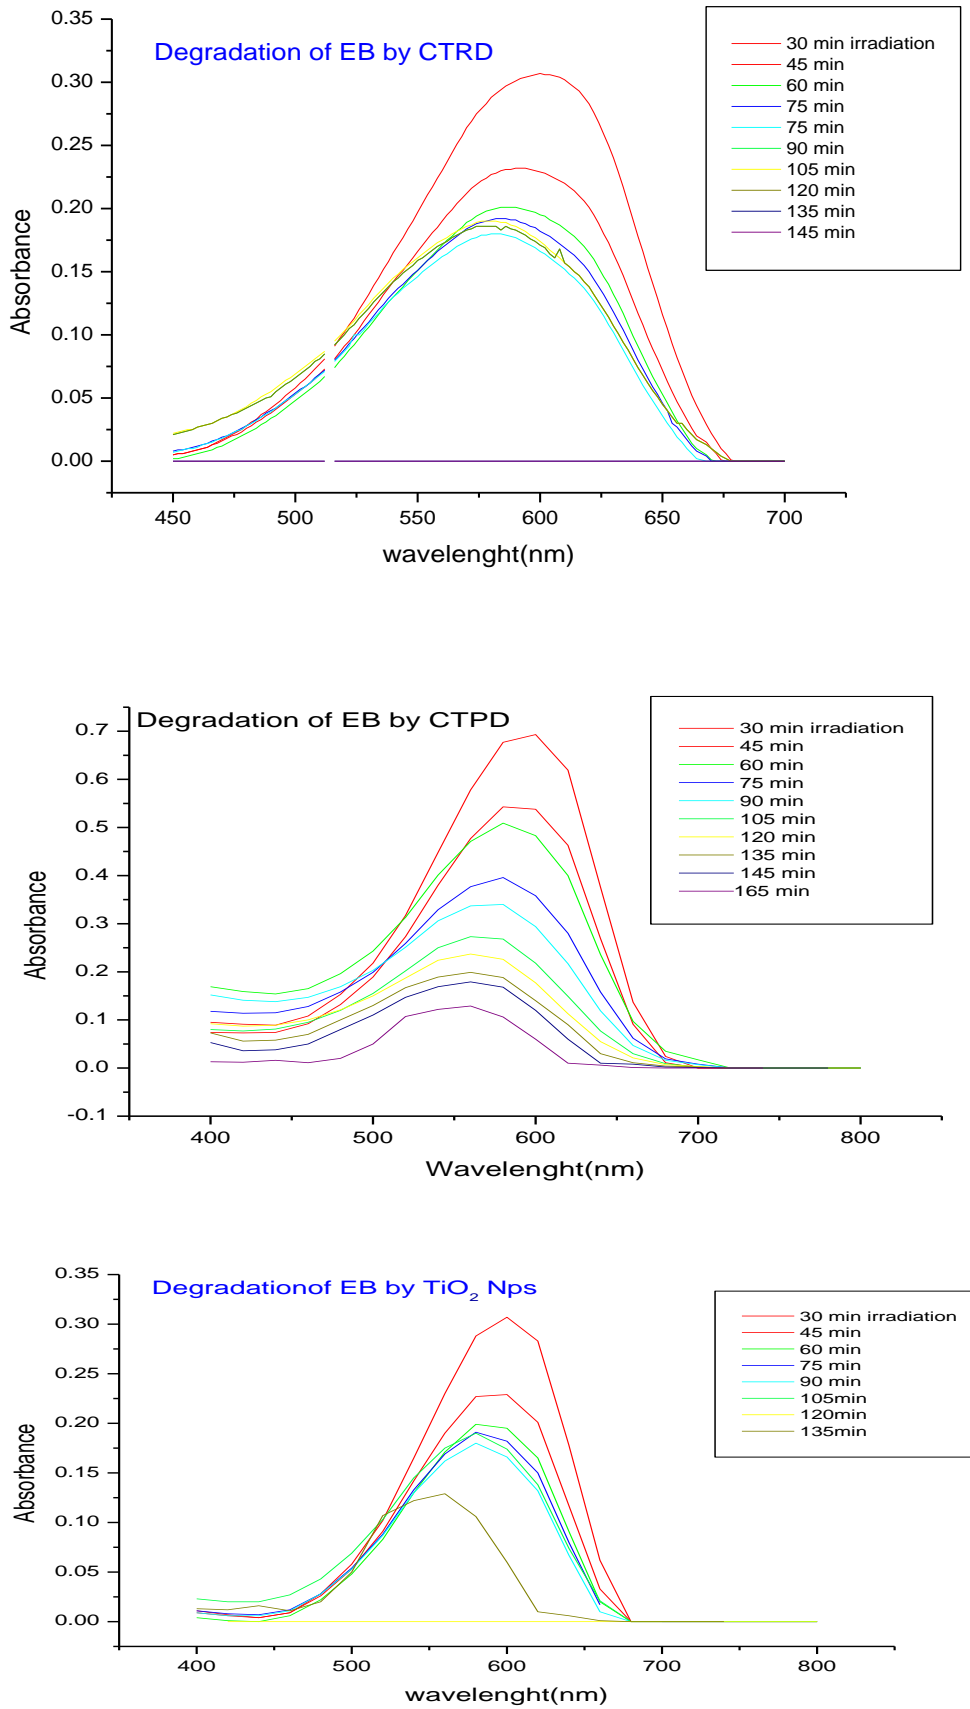 Degradation of EB by CTRD
0.35
0.30
0.25
0.20
0.15
0.10
0.05
0.00
Absorbance
450 500 550 600 650 700
wavelenght(nm)
30 min irradiation
45 min
60 min
75 min
75 min
90 min
105 min
120 min
135 min
145 min
Degradation of EB by CTPD
0.7
0.6
0.5
0.4
0.3
0.2
0.1
0.0
-0.1
Absorbance
400 500 600 700 800
Wavelenght(nm)
30 min irradiation
45 min
60 min
75 min
90 min
105 min
120 min
135 min
145 min
165 min
Degradationof EB by TiO₂ Nps
0.35
0.30
0.25
0.20
0.15
0.10
0.05
0.00
Absorbance
400 500 600 700 800
wavelenght(nm)
30 min irradiation
45 min
60 min
75 min
90 min
105min
120min
135min